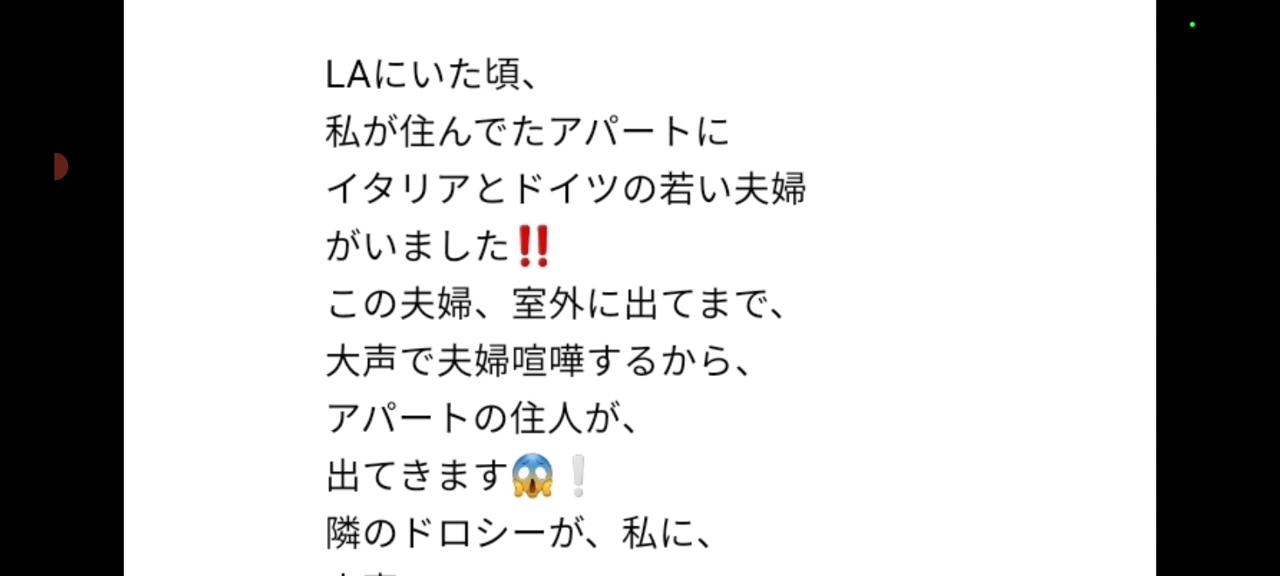 LAにいた頃、
私が住んでたアパートに
イタリアとドイツの若い夫婦
がいました‼️
この夫婦、室外に出てまで、
大声で夫婦喧嘩するから、
アパートの住人が、
出てきます😱❕
隣のドロシーが、私に、